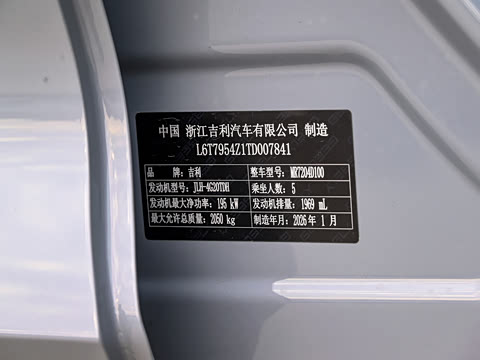 中国 浙江吉利汽车有限公司 制造
L6T7954Z1TD007841
品 牌: 吉利 整车型号: MR7204D100
发动机型号: JLH-4G20TDH 乘坐人数: 5
发动机最大净功率: 195 kW 发动机排量: 1969 mL
最大允许总质量: 2050 kg 制造年月: 2026 年 1 月